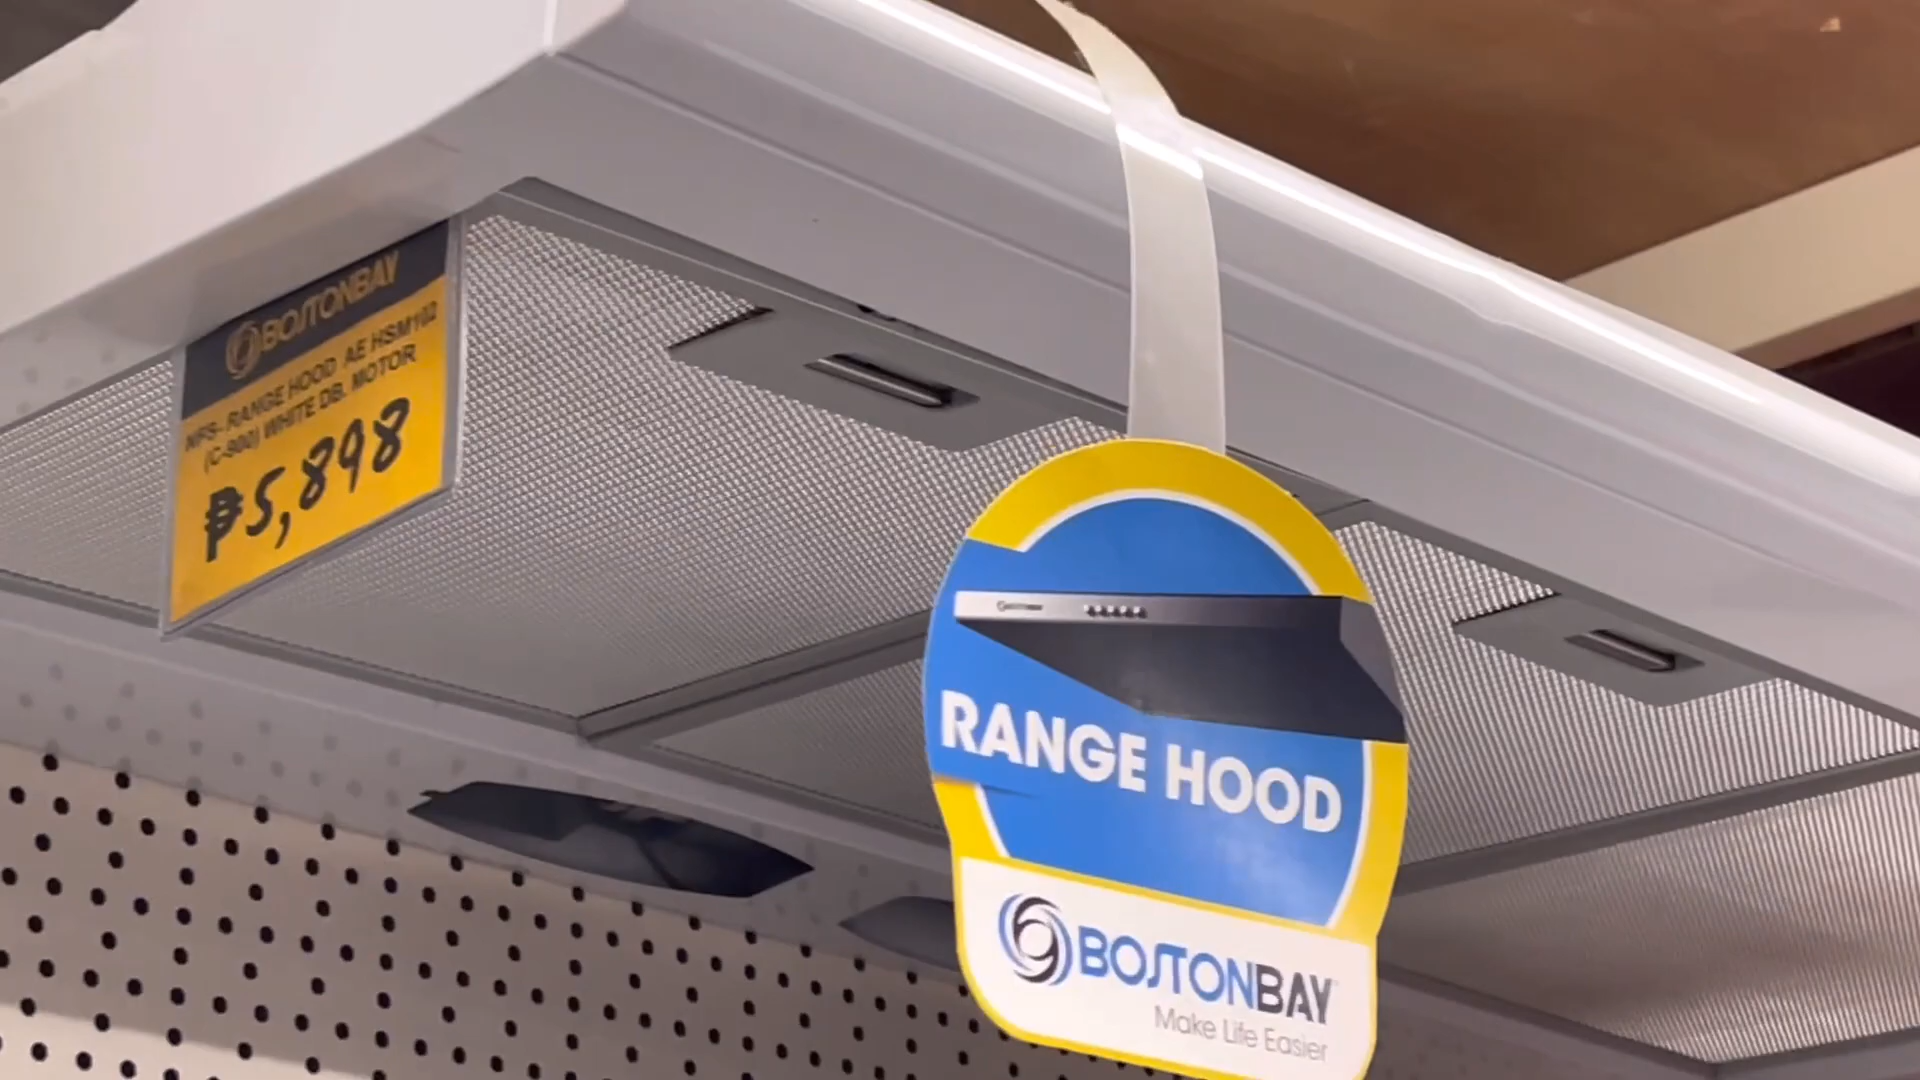 BOSTONBAY
NFS- RANGE HOOD AE HSM102
(C-900) WHITE DB. MOTOR
₱5,898
RANGE HOOD
BOSTONBAY
Make Life Easier